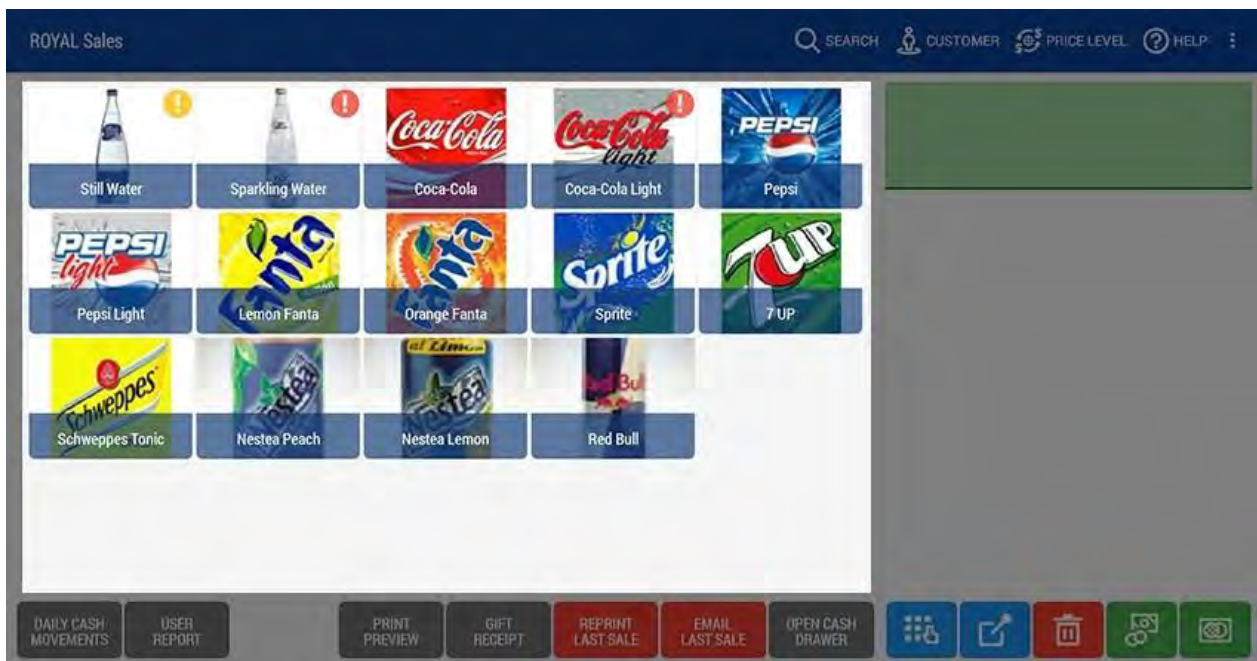 ROYAL Sales
SEARCH
CUSTOMER
PRICE LEVEL
HELP
Still Water
Sparkling Water
Coca-Cola
Coca-Cola
Coca-Cola
light
Coca-Cola Light
PEPSI
Pepsi
PEPSI
light
Pepsi Light
Fanta
Lemon Fanta
Fanta
Orange Fanta
Sprite
Sprite
7UP
7 UP
Schweppes
Schweppes Tonic
Nestea
Nestea Peach
al Limon
Nestea
Nestea Lemon
Red Bull
DAILY CASH
MOVEMENTS
USER
REPORT
PRINT
PREVIEW
GIFT
RECEIPT
REPRINT
LAST SALE
EMAIL
LAST SALE
OPEN CASH
DRAWER